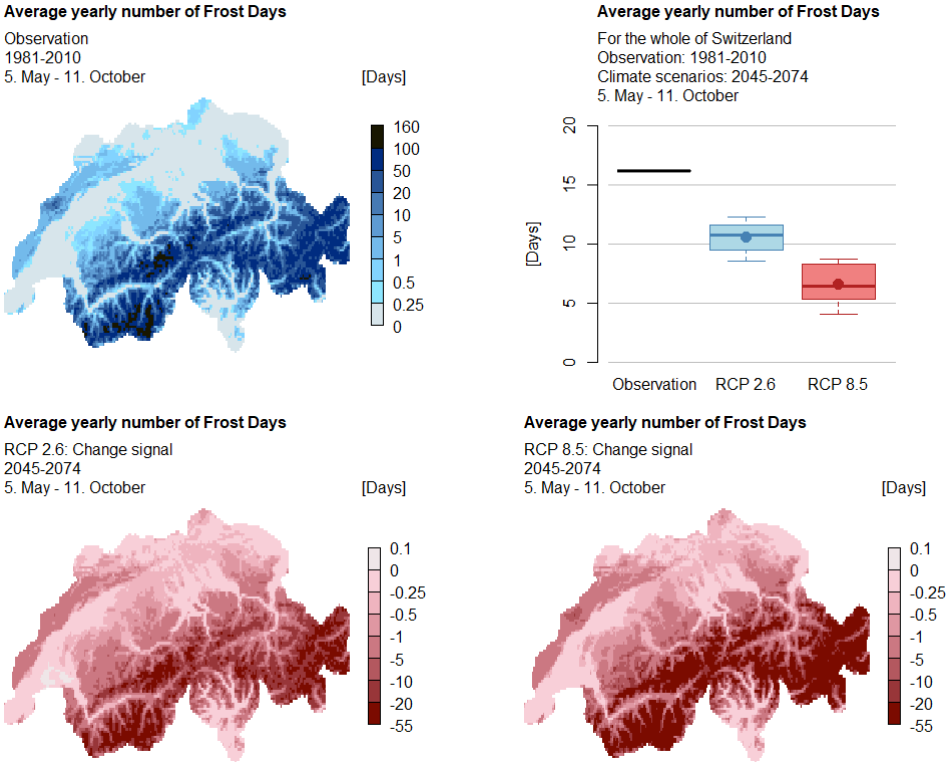 Average yearly number of Frost Days
Observation
1981-2010
5. May - 11. October
[Days]
160
100
50
20
10
5
1
0.5
0.25
0
Average yearly number of Frost Days
For the whole of Switzerland
Observation: 1981-2010
Climate scenarios: 2045-2074
5. May - 11. October
[Days]
20
15
10
5
0
Observation
RCP 2.6
RCP 8.5
Average yearly number of Frost Days
RCP 2.6: Change signal
2045-2074
5. May - 11. October
[Days]
0.1
0
-0.25
-0.5
-1
-5
-10
-20
-55
Average yearly number of Frost Days
RCP 8.5: Change signal
2045-2074
5. May - 11. October
[Days]
0.1
0
-0.25
-0.5
-1
-5
-10
-20
-55